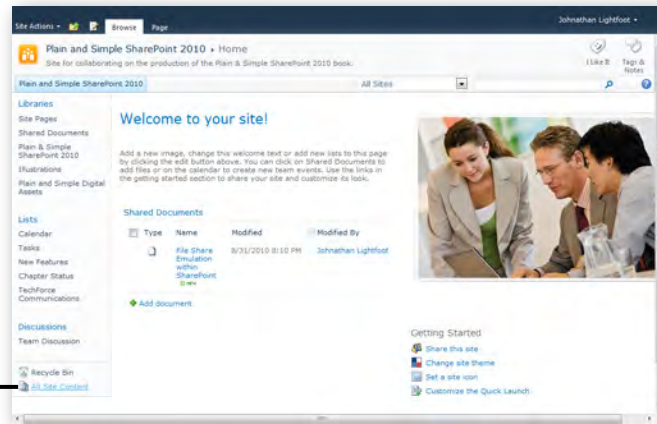 Site Actions
Browse
Page
Johnathan Lightfoot
Plain and Simple SharePoint 2010 ▸ Home
Site for collaborating on the production of the Plain & Simple SharePoint 2010 book.
I Like It
Tags &
Notes
Plain and Simple SharePoint 2010
All Sites
Libraries
Site Pages
Shared Documents
Plain & Simple
SharePoint 2010
Illustrations
Plain and Simple Digital
Assets
Lists
Calendar
Tasks
New Features
Chapter Status
TechForce
Communications
Discussions
Team Discussion
Recycle Bin
All Site Content
Welcome to your site!
Add a new image, change this welcome text or add new lists to this page
by clicking the edit button above. You can click on Shared Documents to
add files or on the calendar to create new team events. Use the links in
the getting started section to share your site and customize its look.
Shared Documents
Type Name Modified Modified By
File Share 8/31/2010 8:10 PM Johnathan Lightfoot
Emulation
within
SharePoint
NEW
Add document
Getting Started
Share this site
Change site theme
Set a site icon
Customize the Quick Launch